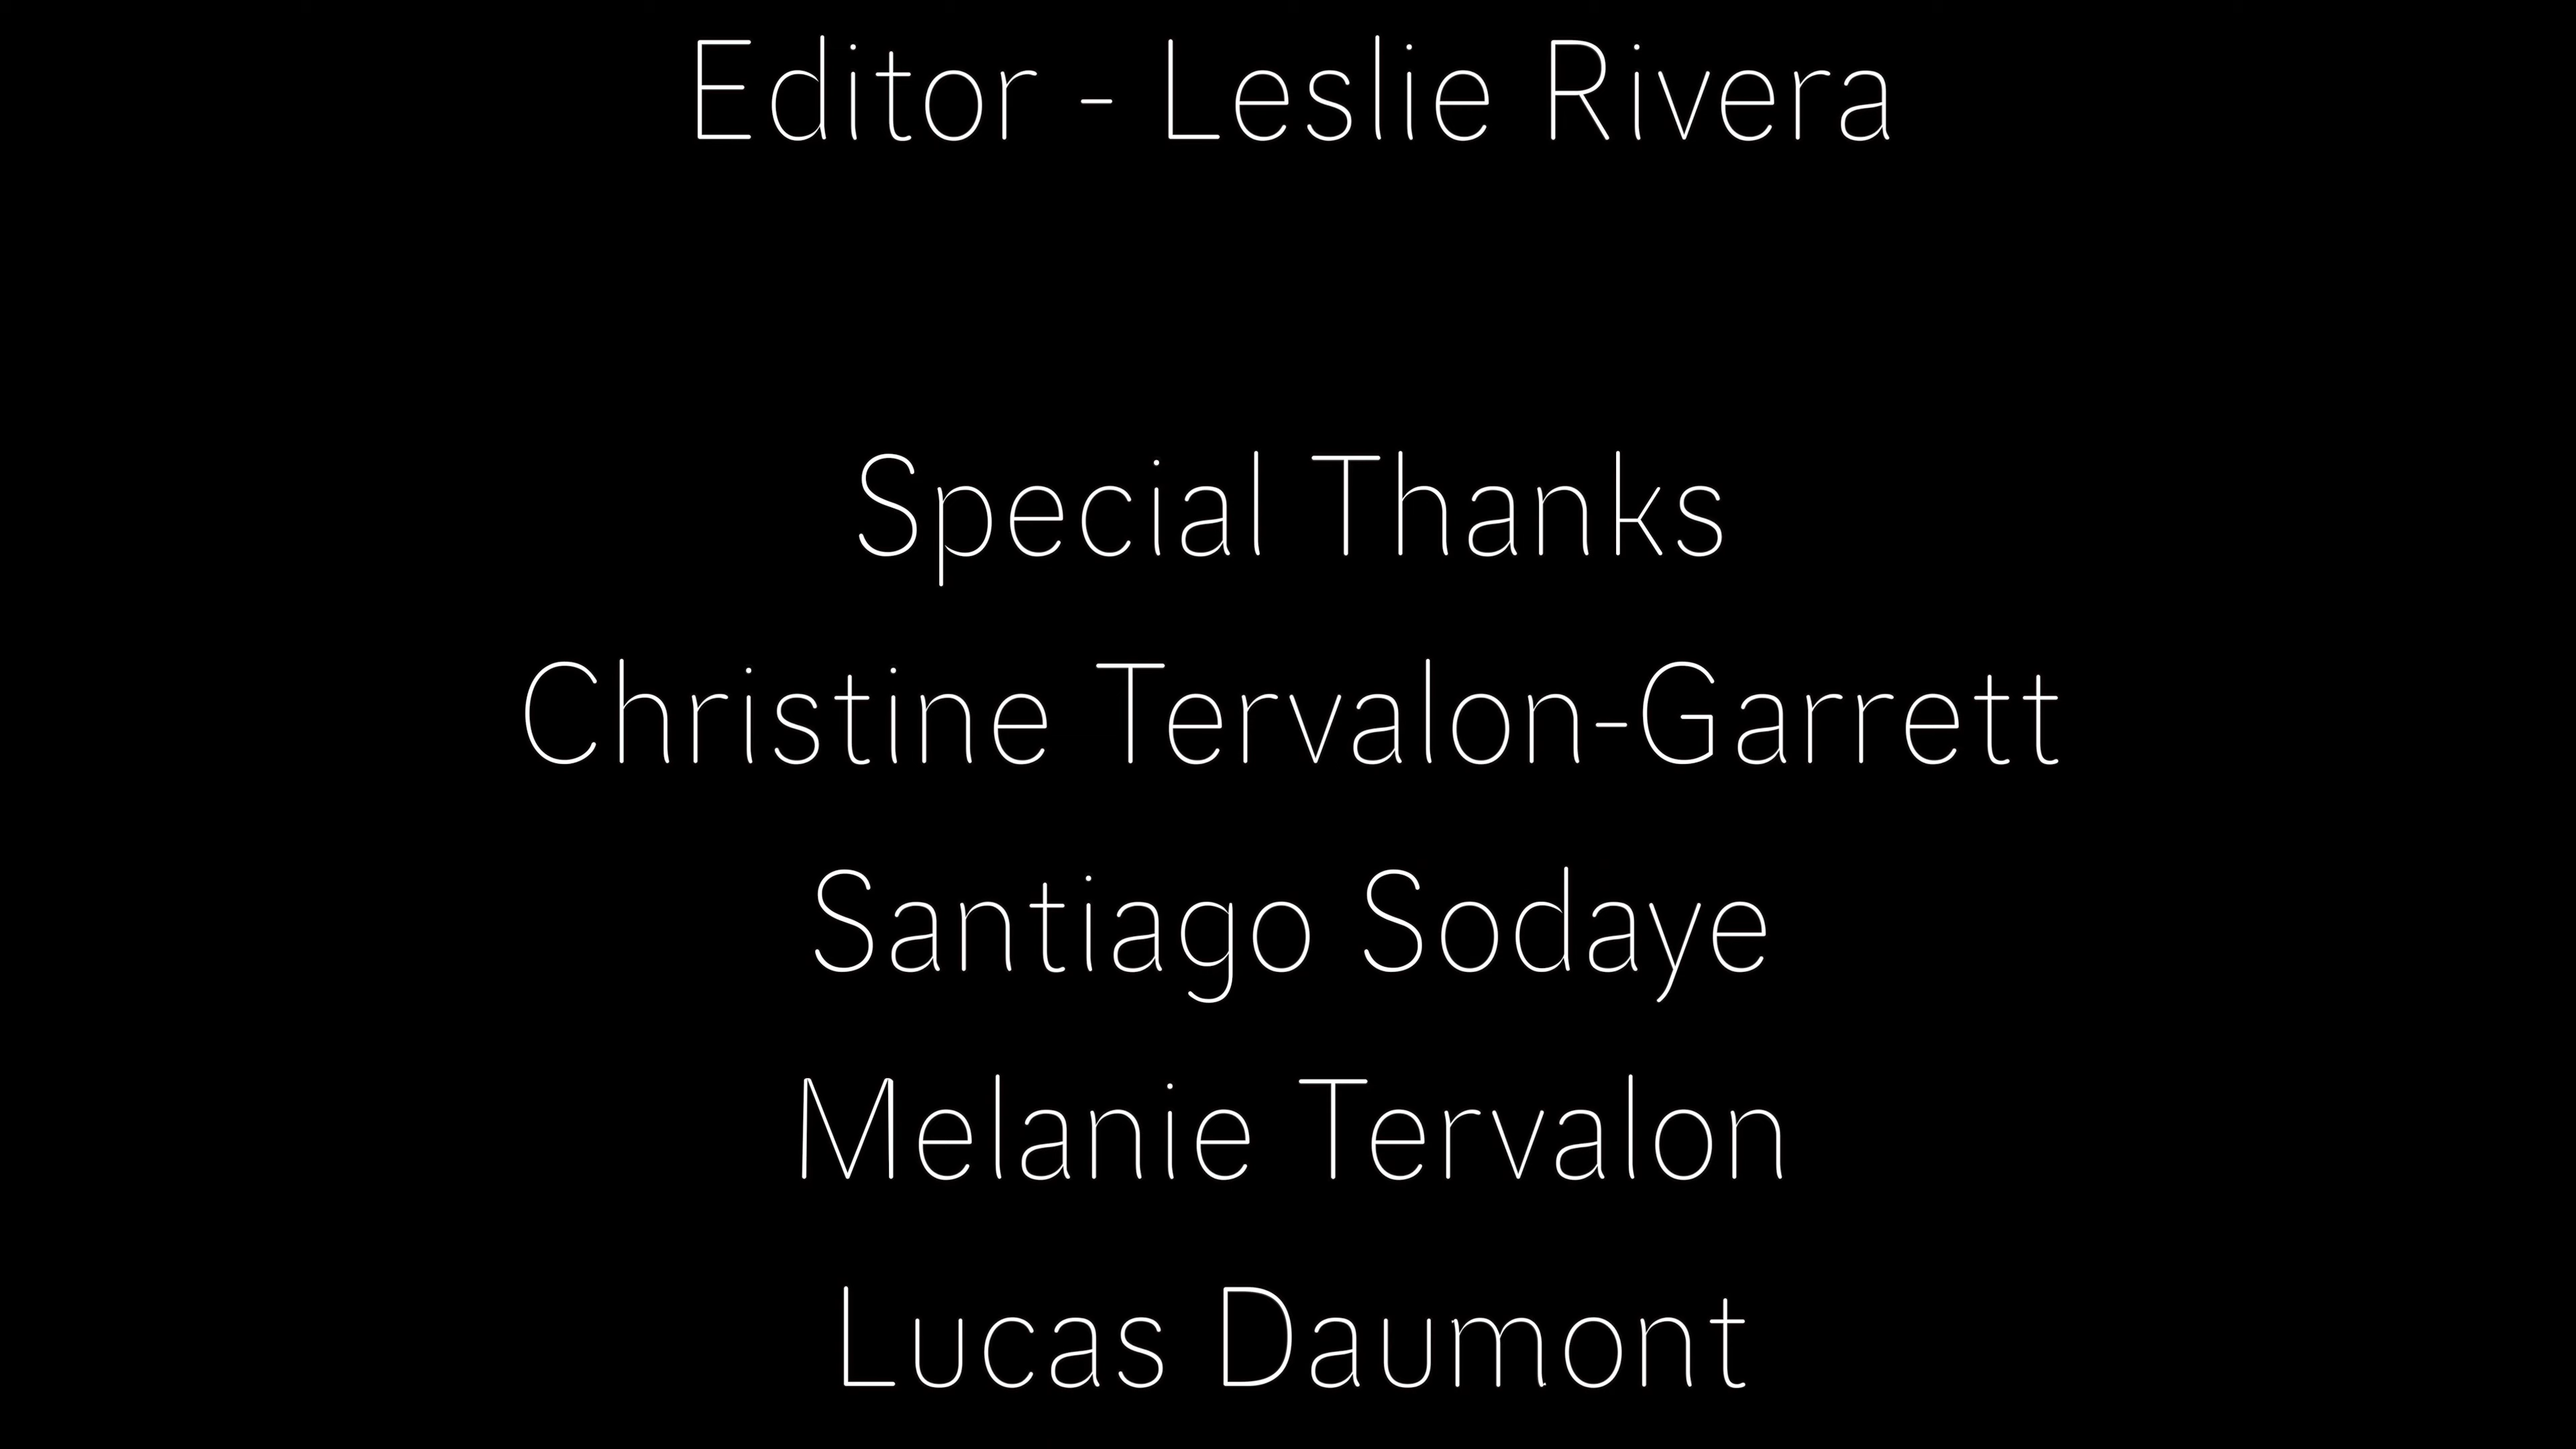 Editor - Leslie Rivera
Special Thanks
Christine Tervalon-Garrett
Santiago Sodaye
Melanie Tervalon
Lucas Daumont